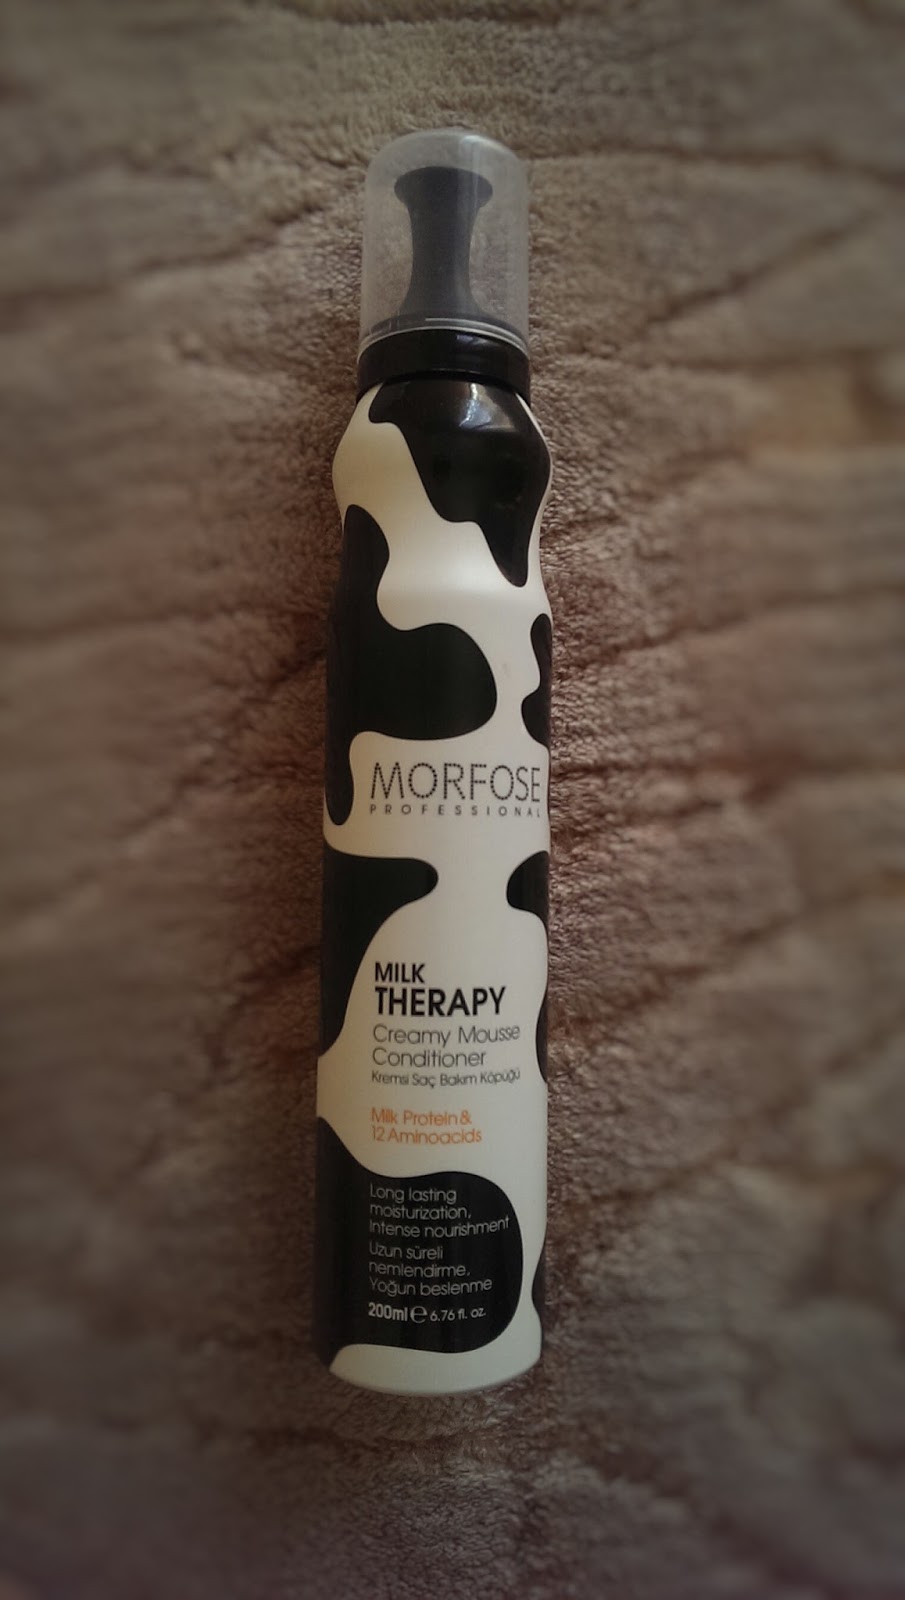 MORFOSE
PROFESSIONAL
MILK
THERAPY
Creamy Mousse
Conditioner
Kremsi Saç Bakım Köpüğü
Milk Protein &
12 Aminoacids
Long lasting
moisturization,
Intense nourishment
Uzun süreli
nemlendirme,
Yoğun beslenme
200ml ℮ 6.76 fl. oz.